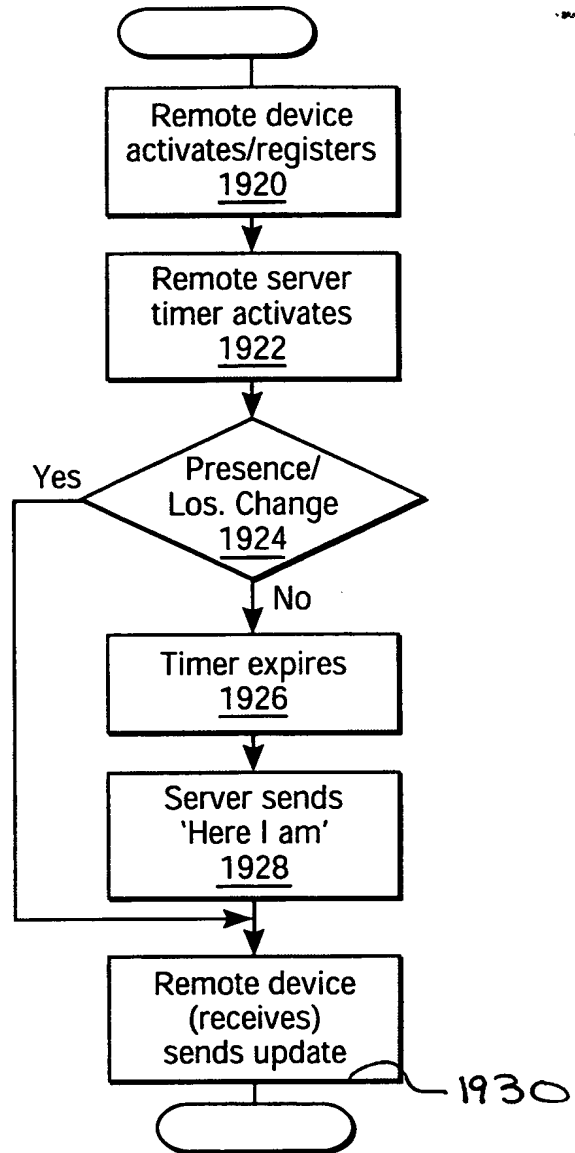 Remote device
activates/registers
1920
Remote server
timer activates
1922
Yes
Presence/
Los. Change
1924
No
Timer expires
1926
Server sends
'Here I am'
1928
Remote device
(receives)
sends update
1930